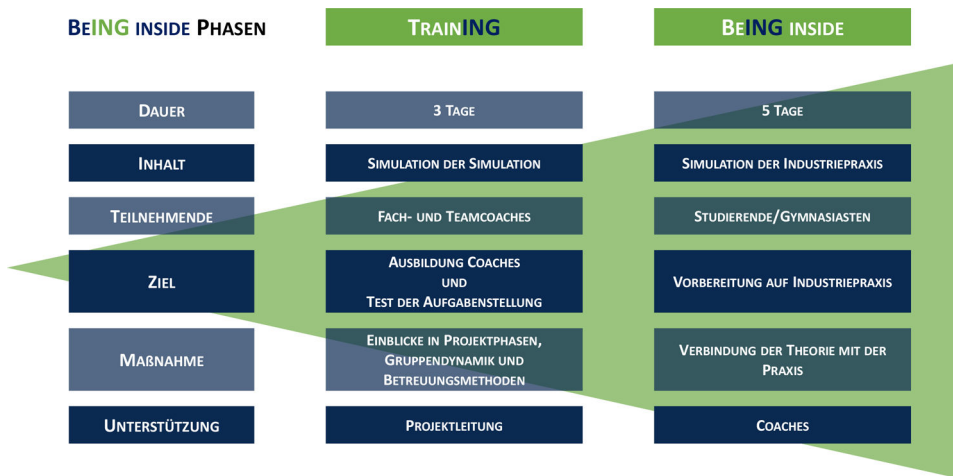 BEING INSIDE PHASEN
TRAINING
BEING INSIDE
DAUER
3 TAGE
5 TAGE
INHALT
SIMULATION DER SIMULATION
SIMULATION DER INDUSTRIEPRAXIS
TEILNEHMENDE
FACH- UND TEAMCOACHES
STUDIERENDE/GYMNASIASTEN
ZIEL
AUSBILDUNG COACHES
UND
TEST DER AUFGABENSTELLUNG
VORBEREITUNG AUF INDUSTRIEPRAXIS
MAßNAHME
EINBLICKE IN PROJEKTPHASEN,
GRUPPENDYNAMIK UND
BETREUUNGSMETHODEN
VERBINDUNG DER THEORIE MIT DER
PRAXIS
UNTERSTÜTZUNG
PROJEKTLEITUNG
COACHES